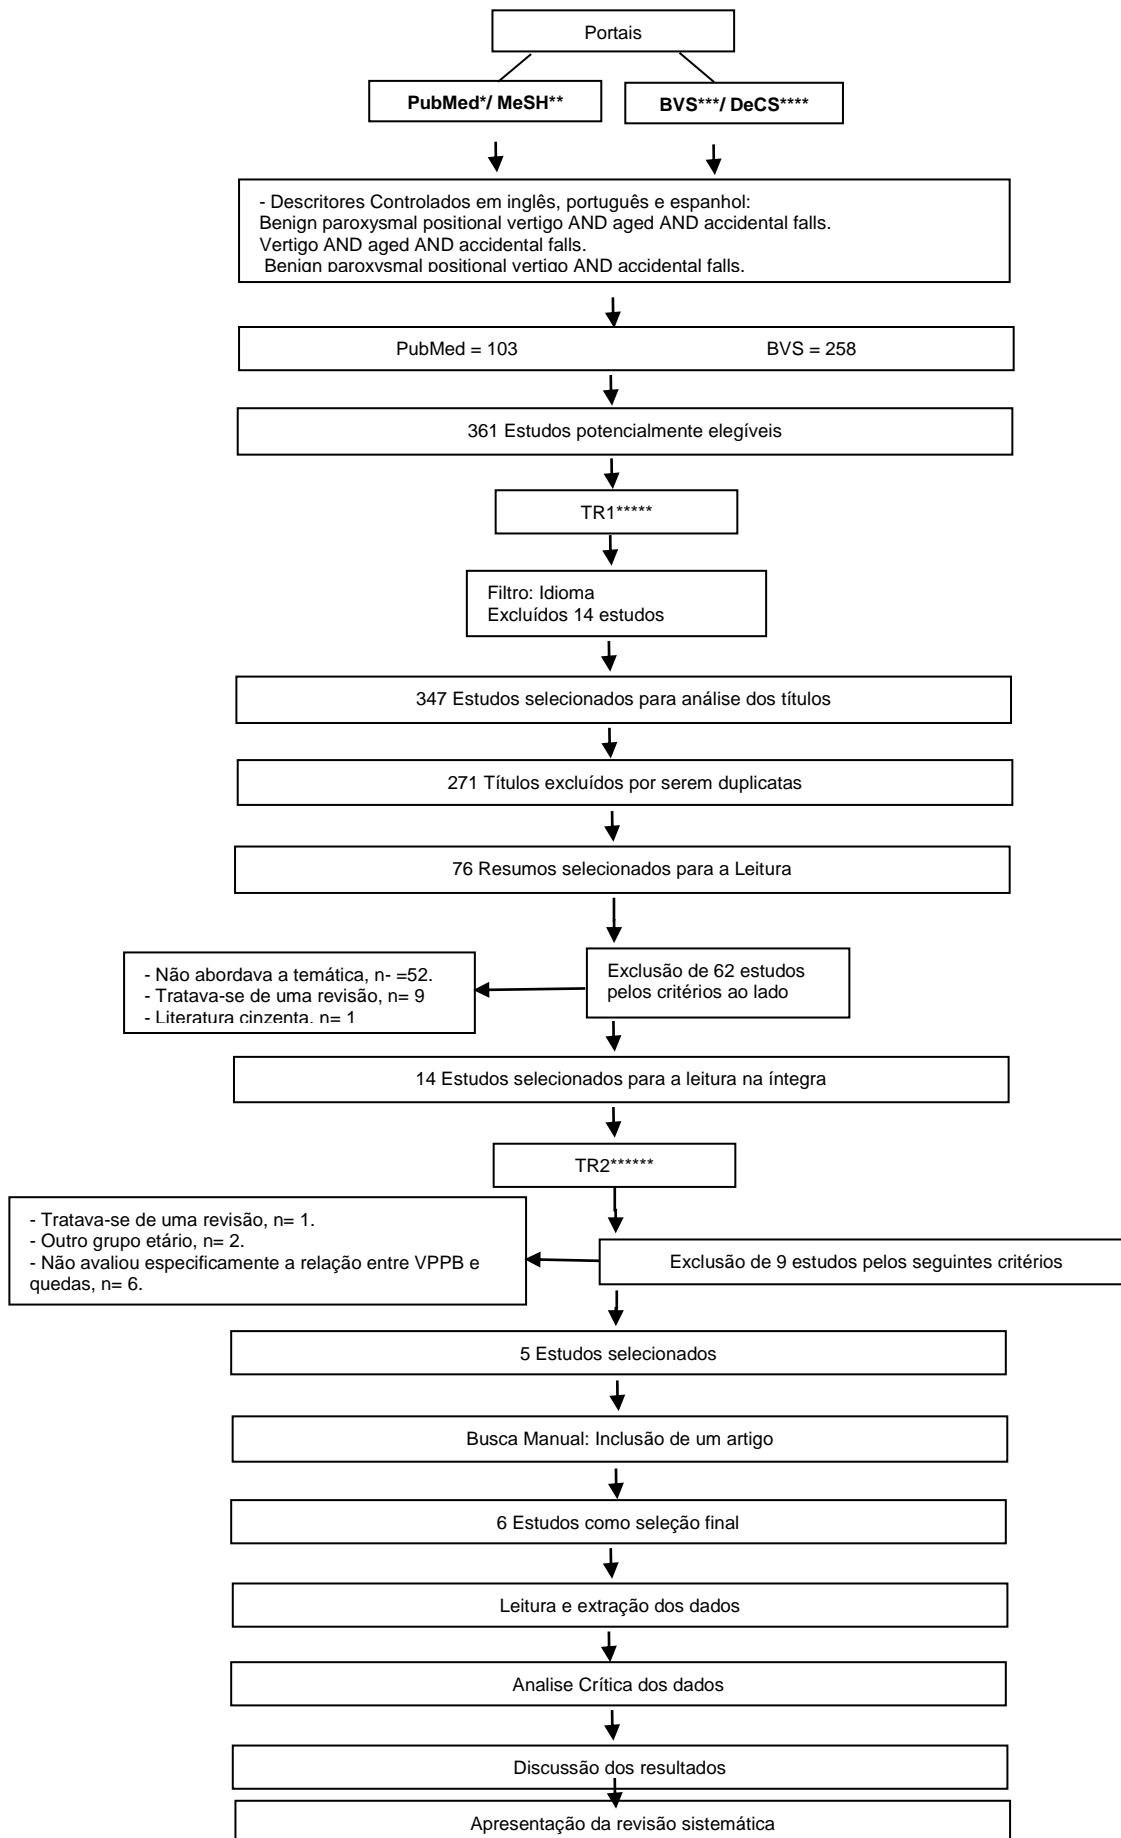 Portais
PubMed*/ MeSH**
BVS***/ DeCS****
- Descritores Controlados em inglês, português e espanhol:
Benign paroxysmal positional vertigo AND aged AND accidental falls.
Vertigo AND aged AND accidental falls.
Benign paroxysmal positional vertigo AND accidental falls.
PubMed = 103 BVS = 258
361 Estudos potencialmente elegíveis
TR1*****
Filtro: Idioma
Excluídos 14 estudos
347 Estudos selecionados para análise dos títulos
271 Títulos excluídos por serem duplicatas
76 Resumos selecionados para a Leitura
- Não abordava a temática, n- =52.
- Tratava-se de uma revisão, n= 9
- Literatura cinzenta, n= 1
Exclusão de 62 estudos
pelos critérios ao lado
14 Estudos selecionados para a leitura na íntegra
TR2******
- Tratava-se de uma revisão, n= 1.
- Outro grupo etário, n= 2.
- Não avaliou especificamente a relação entre VPPB e
quedas, n= 6.
Exclusão de 9 estudos pelos seguintes critérios
5 Estudos selecionados
Busca Manual: Inclusão de um artigo
6 Estudos como seleção final
Leitura e extração dos dados
Analise Crítica dos dados
Discussão dos resultados
Apresentação da revisão sistemática